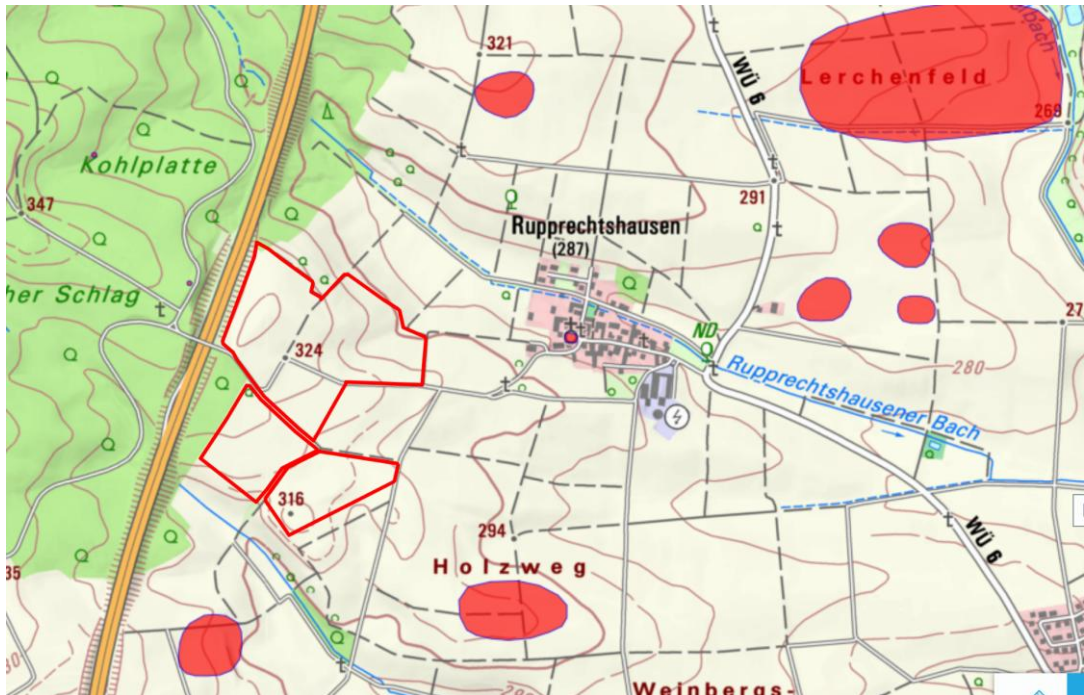 321
WÜ 6
Lerchenfeld
269
Kohlplatte
347
291
Rupprechtshausen
(287)
cher Schlag
324
ND
280
Rupprechtshausener Bach
316
294
Holzweg
WÜ 6
Weinbergs-